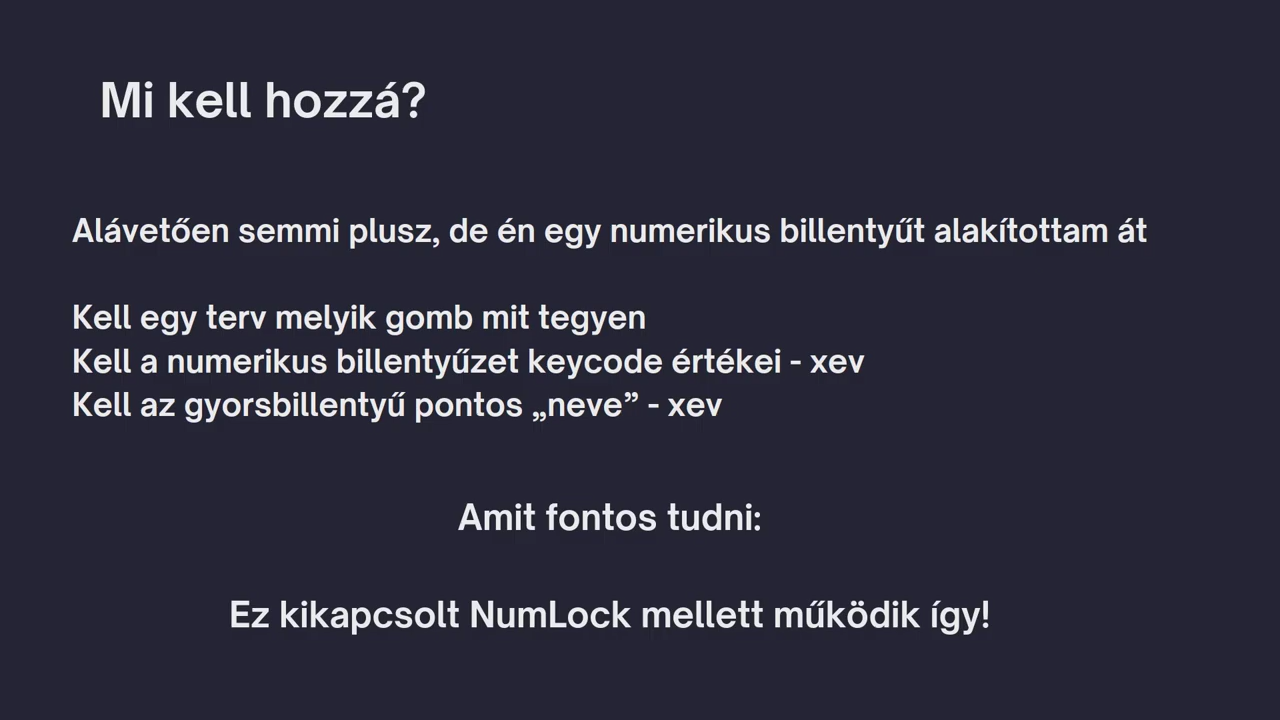 Mi kell hozzá?
Alávetően semmi plusz, de én egy numerikus billentyűt alakítottam át
Kell egy terv melyik gomb mit tegyen
Kell a numerikus billentyűzet keycode értékei - xev
Kell az gyorsbillentyű pontos „neve” - xev
Amit fontos tudni:
Ez kikapcsolt NumLock mellett működik így!